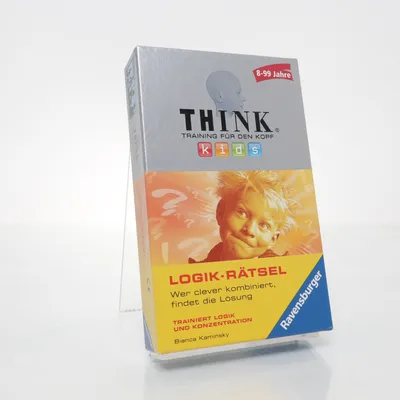 8-99 Jahre
THINK®
TRAINING FÜR DEN KOPF
kids
LOGIK-RÄTSEL
Wer clever kombiniert,
findet die Lösung
TRAINIERT LOGIK
UND KONZENTRATION
Bianca Kaminsky
Ravensburger